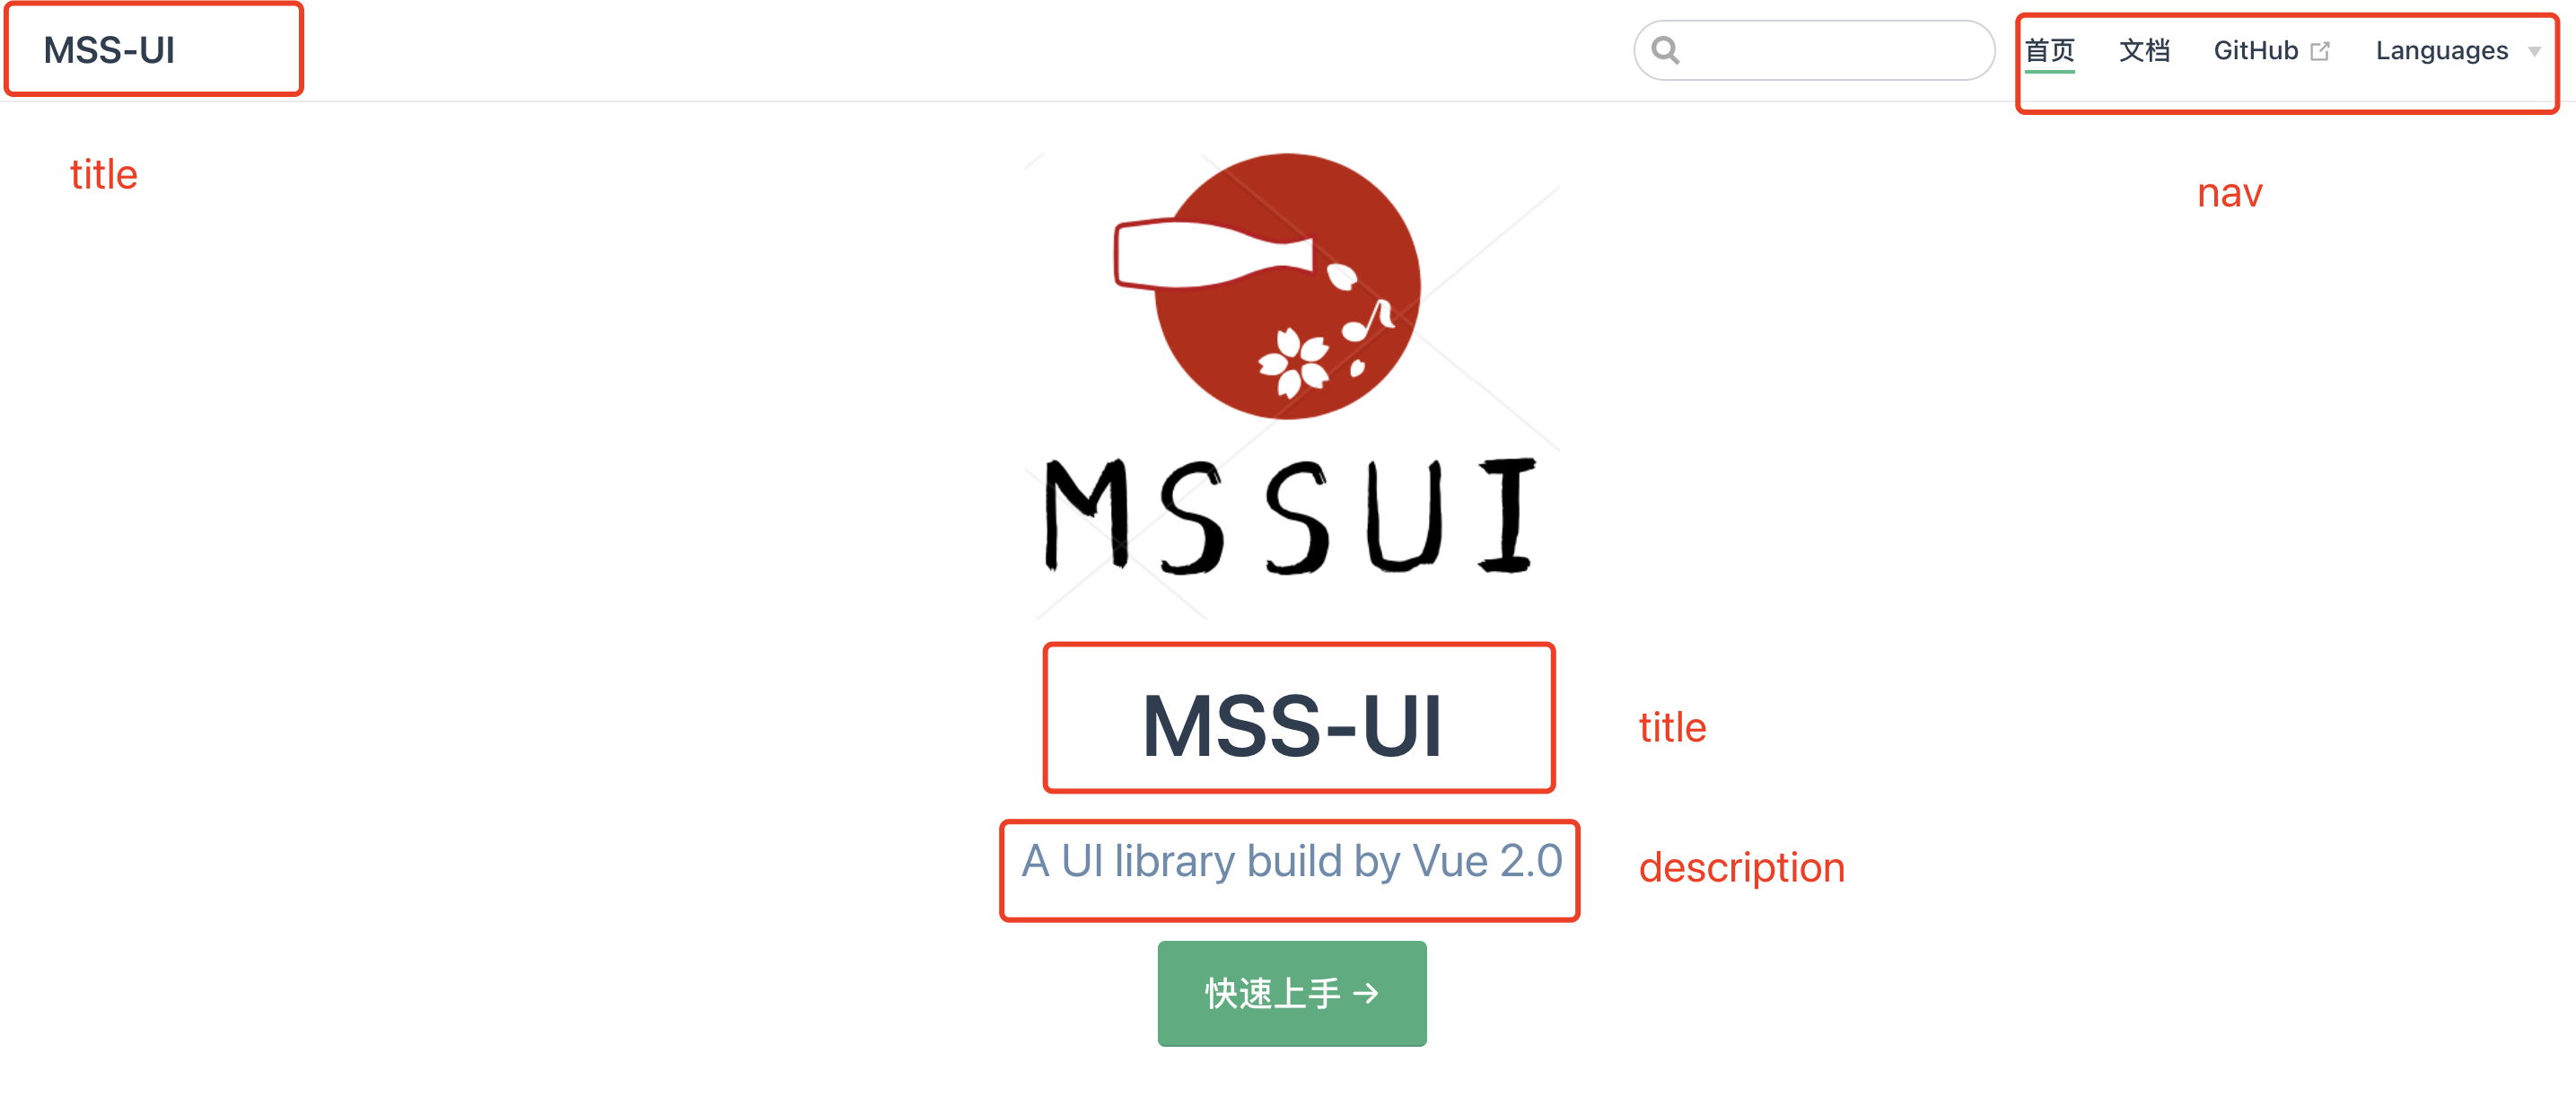 MSS-UI
首页 文档 GitHub Languages
title
nav
MSSUI
MSS-UI
title
A UI library build by Vue 2.0
description
快速上手 →